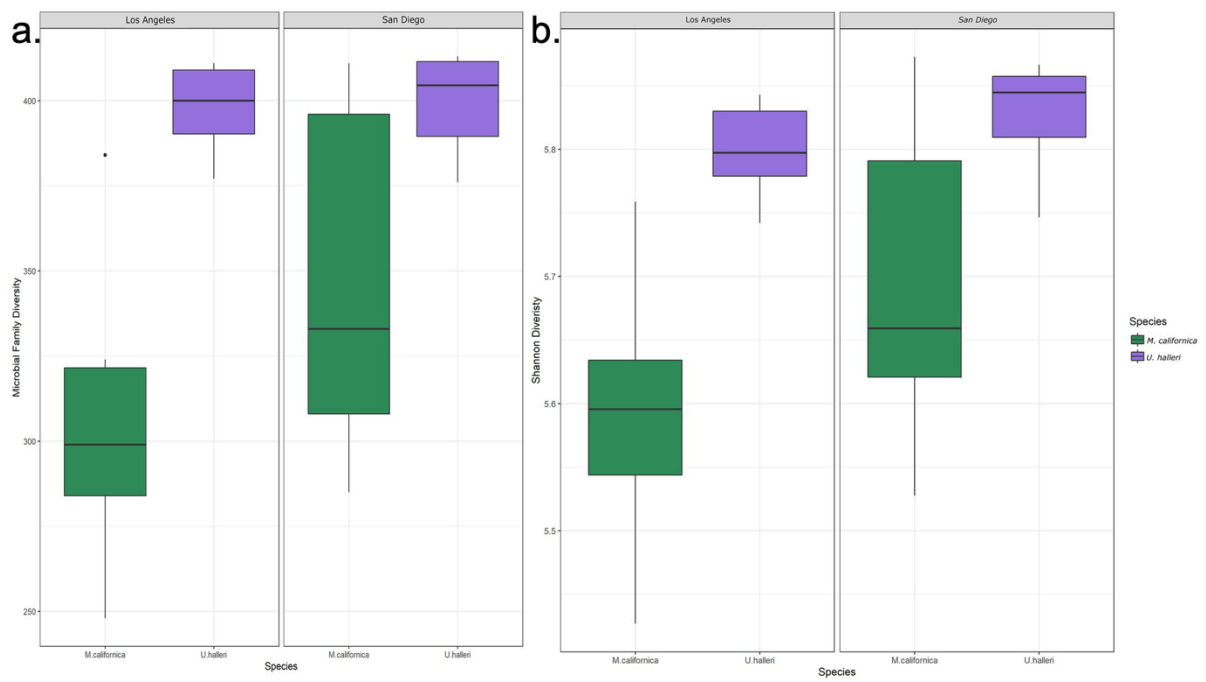 a.
Los Angeles
San Diego
Microbial Family Diversity
400
350
300
250
M.californica
U.halleri
M.californica
U.halleri
Species
b.
Los Angeles
San Diego
Shannon Diveristy
5.8
5.7
5.6
5.5
M.californica
U.halleri
M.californica
U.halleri
Species
Species
M. californica
U. halleri